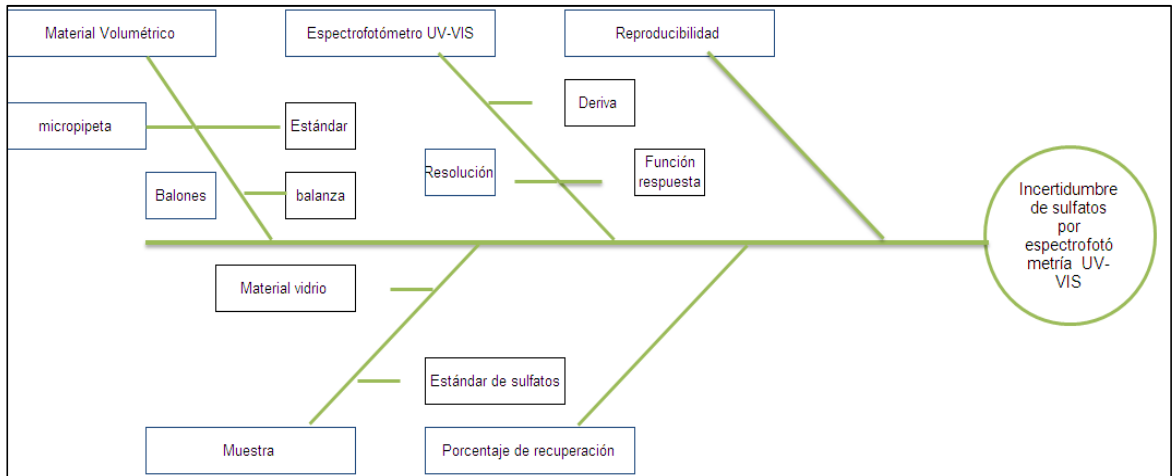 Material Volumétrico
Espectrofotómetro UV-VIS
Reproducibilidad
Deriva
micropipeta
Estándar
Resolución
Función
respuesta
Balones
balanza
Incertidumbre
de sulfatos
por
espectrofotó
metría UV-
VIS
Material vidrio
Estándar de sulfatos
Muestra
Porcentaje de recuperación